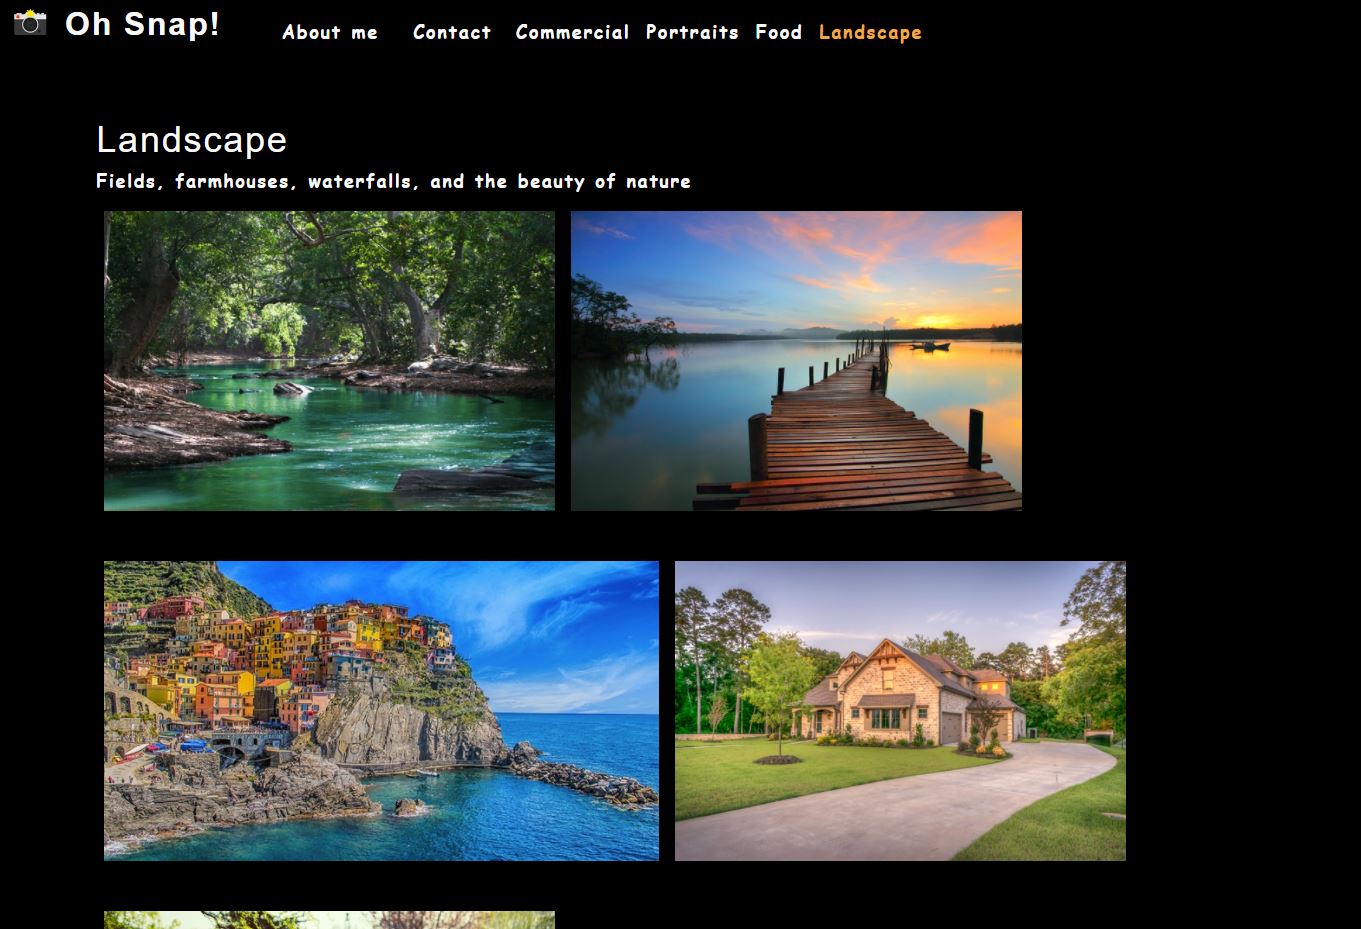 Oh Snap!
About me Contact Commercial Portraits Food Landscape
Landscape
Fields, farmhouses, waterfalls, and the beauty of nature